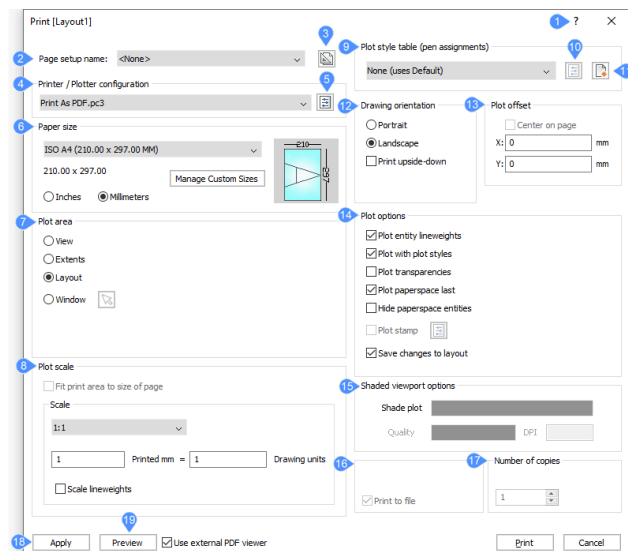 Print [Layout1]
1
?
3
2
Page setup name:
<None>
9
Plot style table (pen assignments)
10
None (uses Default)
4
Printer / Plotter configuration
5
Print As PDF.pc3
12
Drawing orientation
Portrait
Landscape
Print upside-down
13
Plot offset
Center on page
X: 0 mm
Y: 0 mm
6
Paper size
ISO A4 (210.00 x 297.00 MM)
210.00 x 297.00
Manage Custom Sizes
Inches
Millimeters
210
297
7
Plot area
View
Extents
Layout
Window
14
Plot options
Plot entity lineweights
Plot with plot styles
Plot transparencies
Plot paperspace last
Hide paperspace entities
Plot stamp
Save changes to layout
8
Plot scale
Fit print area to size of page
Scale
1:1
1 Printed mm = 1 Drawing units
Scale lineweights
15
Shaded viewport options
Shade plot
Quality
DPI
16
Print to file
17
Number of copies
1
18
Apply
19
Preview
Use external PDF viewer
Print
Cancel